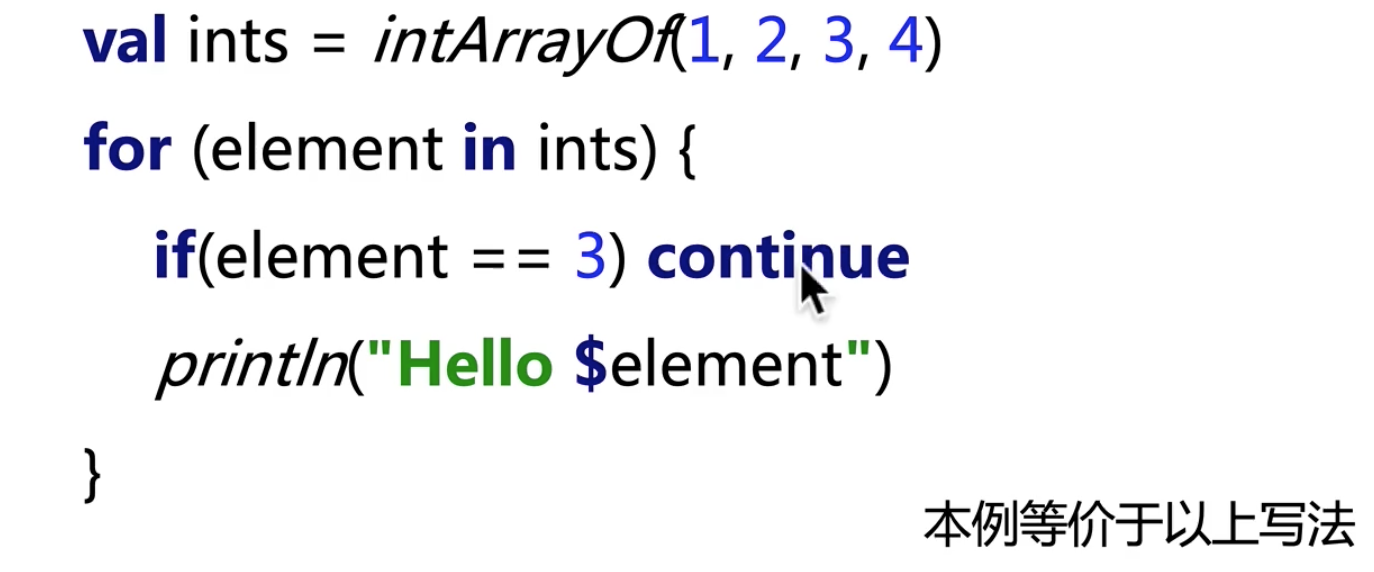 val ints = intArrayOf(1, 2, 3, 4)
for (element in ints) {
if(element == 3) continue
println("Hello $element")
}
本例等价于以上写法